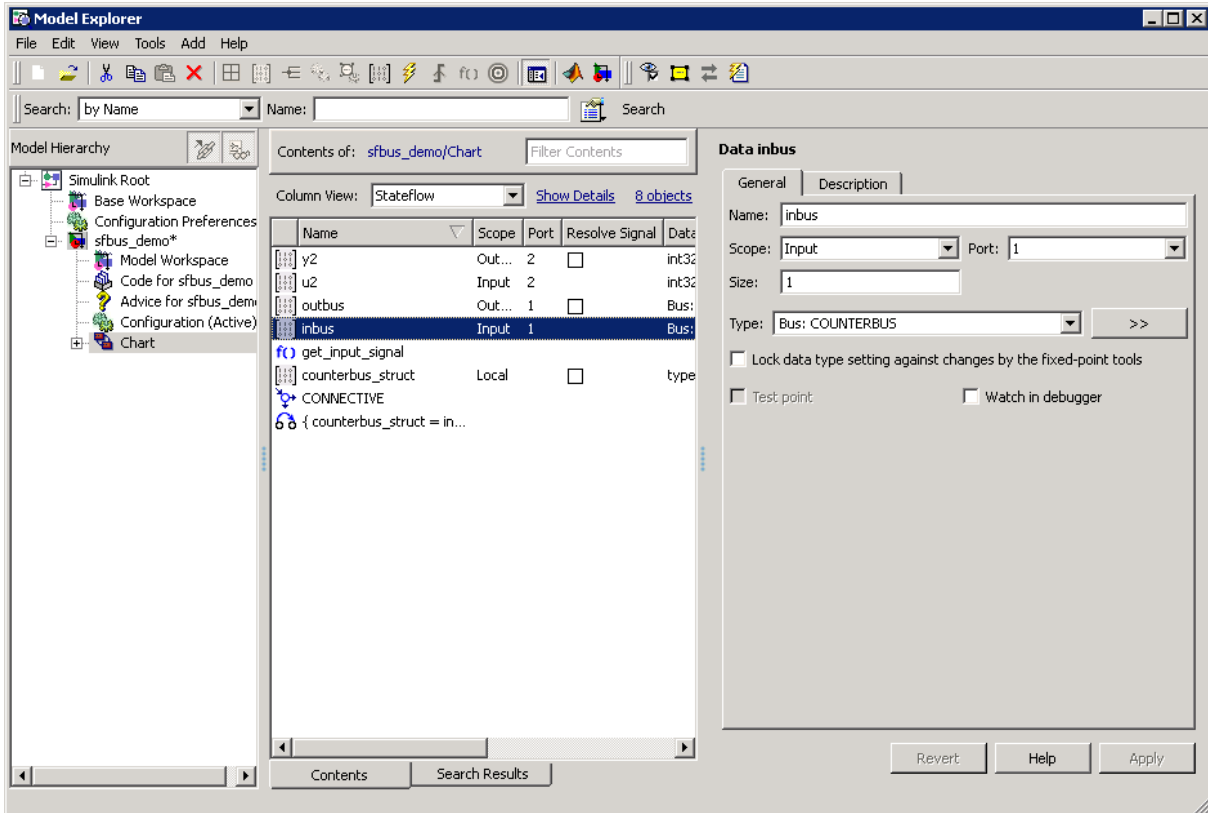 Model Explorer
File Edit View Tools Add Help
Search: by Name Name: Search
Model Hierarchy
Simulink Root
Base Workspace
Configuration Preferences
sfbus_demo*
Model Workspace
Code for sfbus_demo
Advice for sfbus_dem
Configuration (Active)
Chart
Contents of: sfbus_demo/Chart Filter Contents
Column View: Stateflow Show Details 8 objects
Name Scope Port Resolve Signal Data
y2 Out... 2 int32
u2 Input 2 int32
outbus Out... 1 Bus:
inbus Input 1 Bus:
f() get_input_signal
counterbus_struct Local type
CONNECTIVE
{ counterbus_struct = in...
Contents Search Results
Data inbus
General Description
Name: inbus
Scope: Input Port: 1
Size: 1
Type: Bus: COUNTERBUS >>
Lock data type setting against changes by the fixed-point tools
Test point Watch in debugger
Revert Help Apply